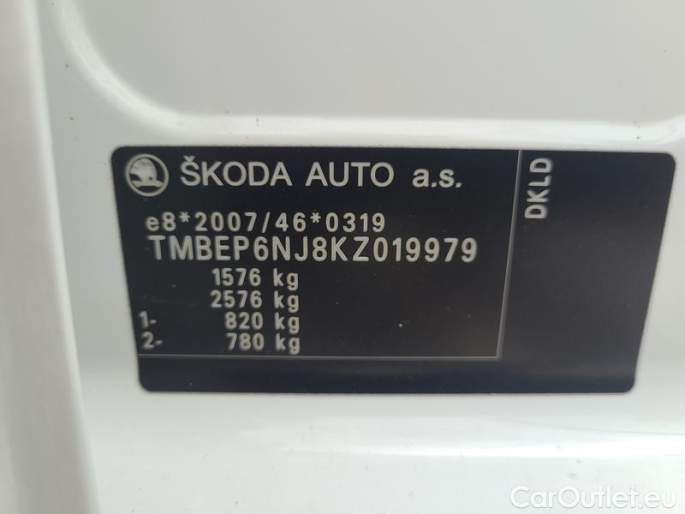 ŠKODA AUTO a.s.
e8*2007/46*0319
TMBEP6NJ8KZ019979
1576 kg
2576 kg
1- 820 kg
2- 780 kg
DKLD
CarOutlet.eu